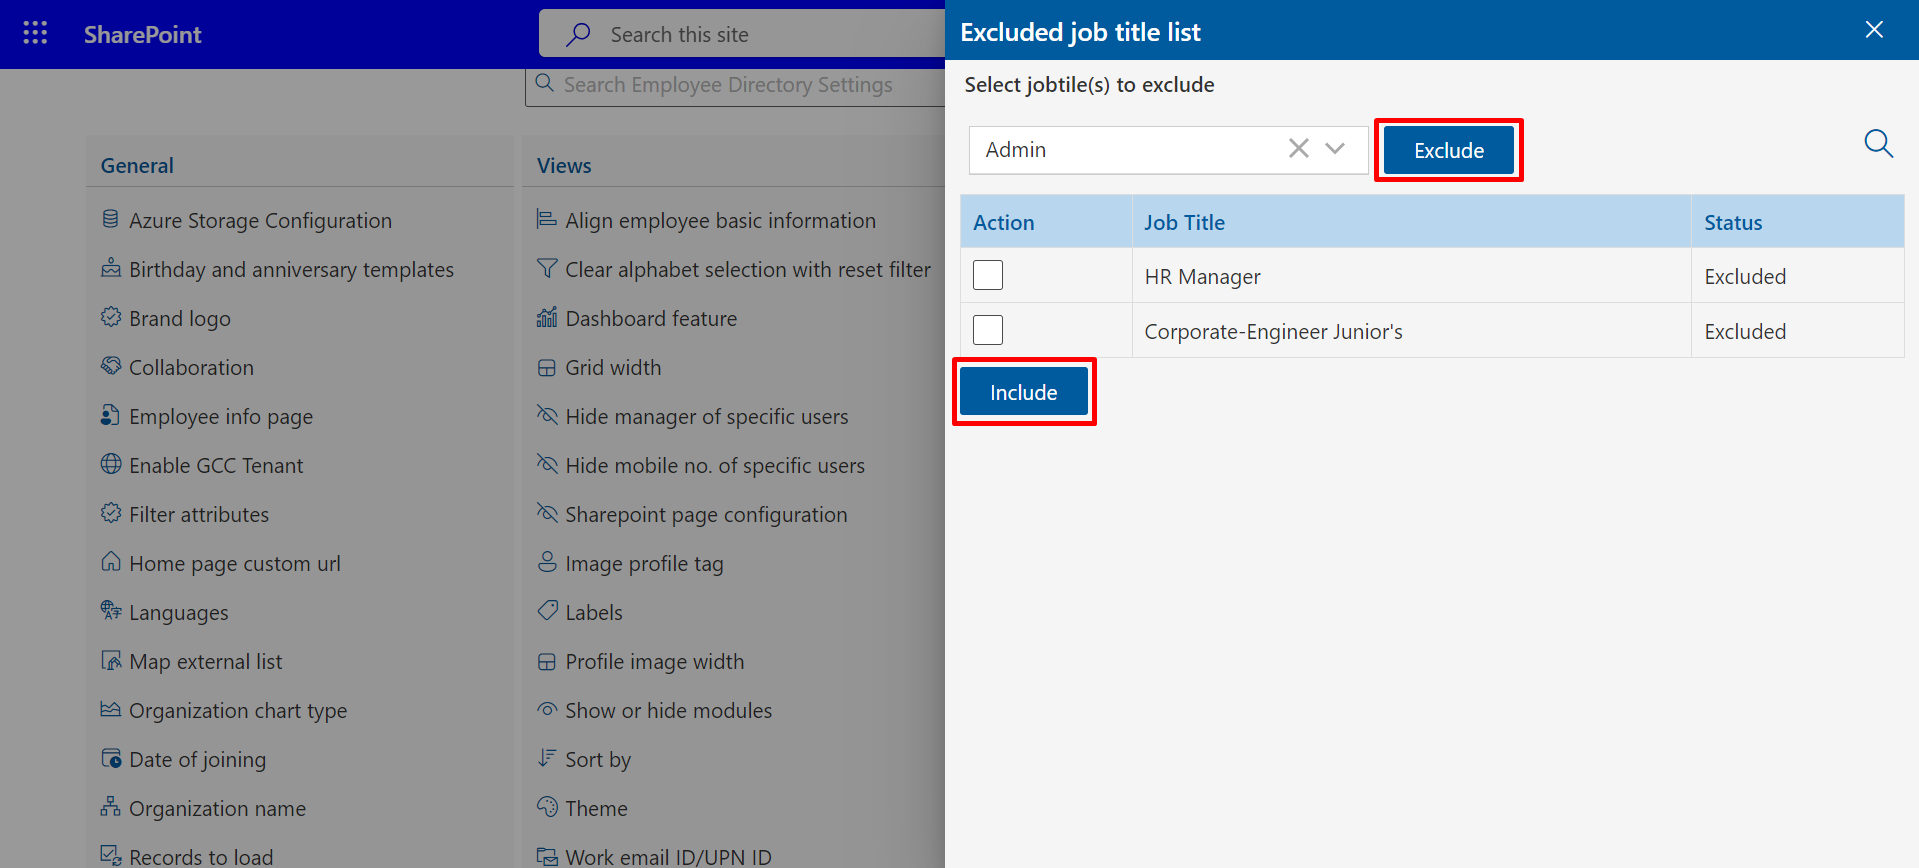 SharePoint
Search this site
Search Employee Directory Settings
General
Azure Storage Configuration
Birthday and anniversary templates
Brand logo
Collaboration
Employee info page
Enable GCC Tenant
Filter attributes
Home page custom url
Languages
Map external list
Organization chart type
Date of joining
Organization name
Records to load
Views
Align employee basic information
Clear alphabet selection with reset filter
Dashboard feature
Grid width
Hide manager of specific users
Hide mobile no. of specific users
Sharepoint page configuration
Image profile tag
Labels
Profile image width
Show or hide modules
Sort by
Theme
Work email ID/UPN ID
Excluded job title list
Select jobtile(s) to exclude
Admin
Exclude
Action Job Title Status
HR Manager Excluded
Corporate-Engineer Junior's Excluded
Include